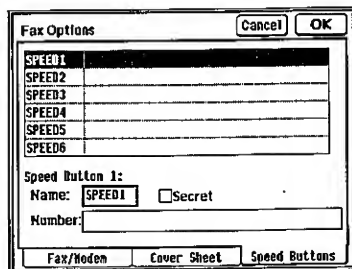 Fax Options Cancel OK
SPEED1
SPEED2
SPEED3
SPEED4
SPEED5
SPEED6
Speed Button 1:
Name: SPEED1 Secret
Number:
Fax/Modem Cover Sheet Speed Buttons